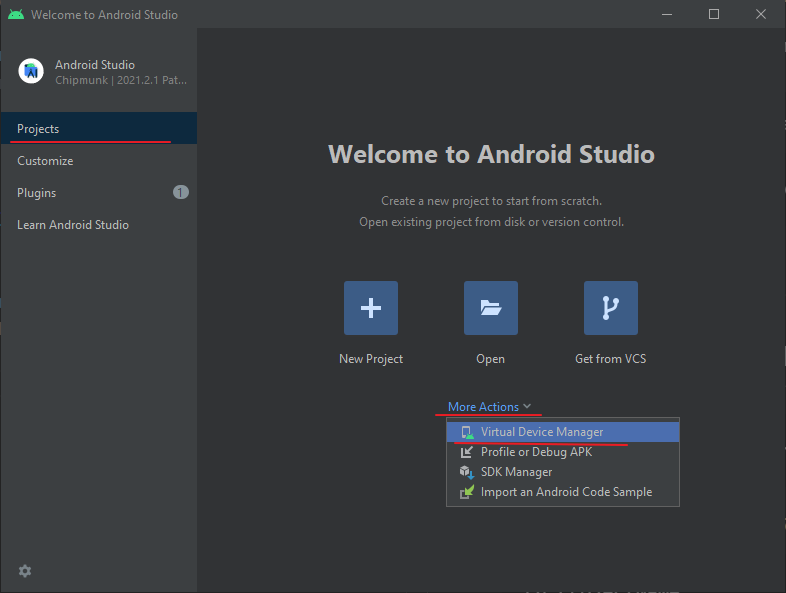 Welcome to Android Studio
Android Studio
Chipmunk | 2021.2.1 Pat...
Projects
Customize
Plugins
1
Learn Android Studio
Welcome to Android Studio
Create a new project to start from scratch.
Open existing project from disk or version control.
New Project
Open
Get from VCS
More Actions
Virtual Device Manager
Profile or Debug APK
SDK Manager
Import an Android Code Sample